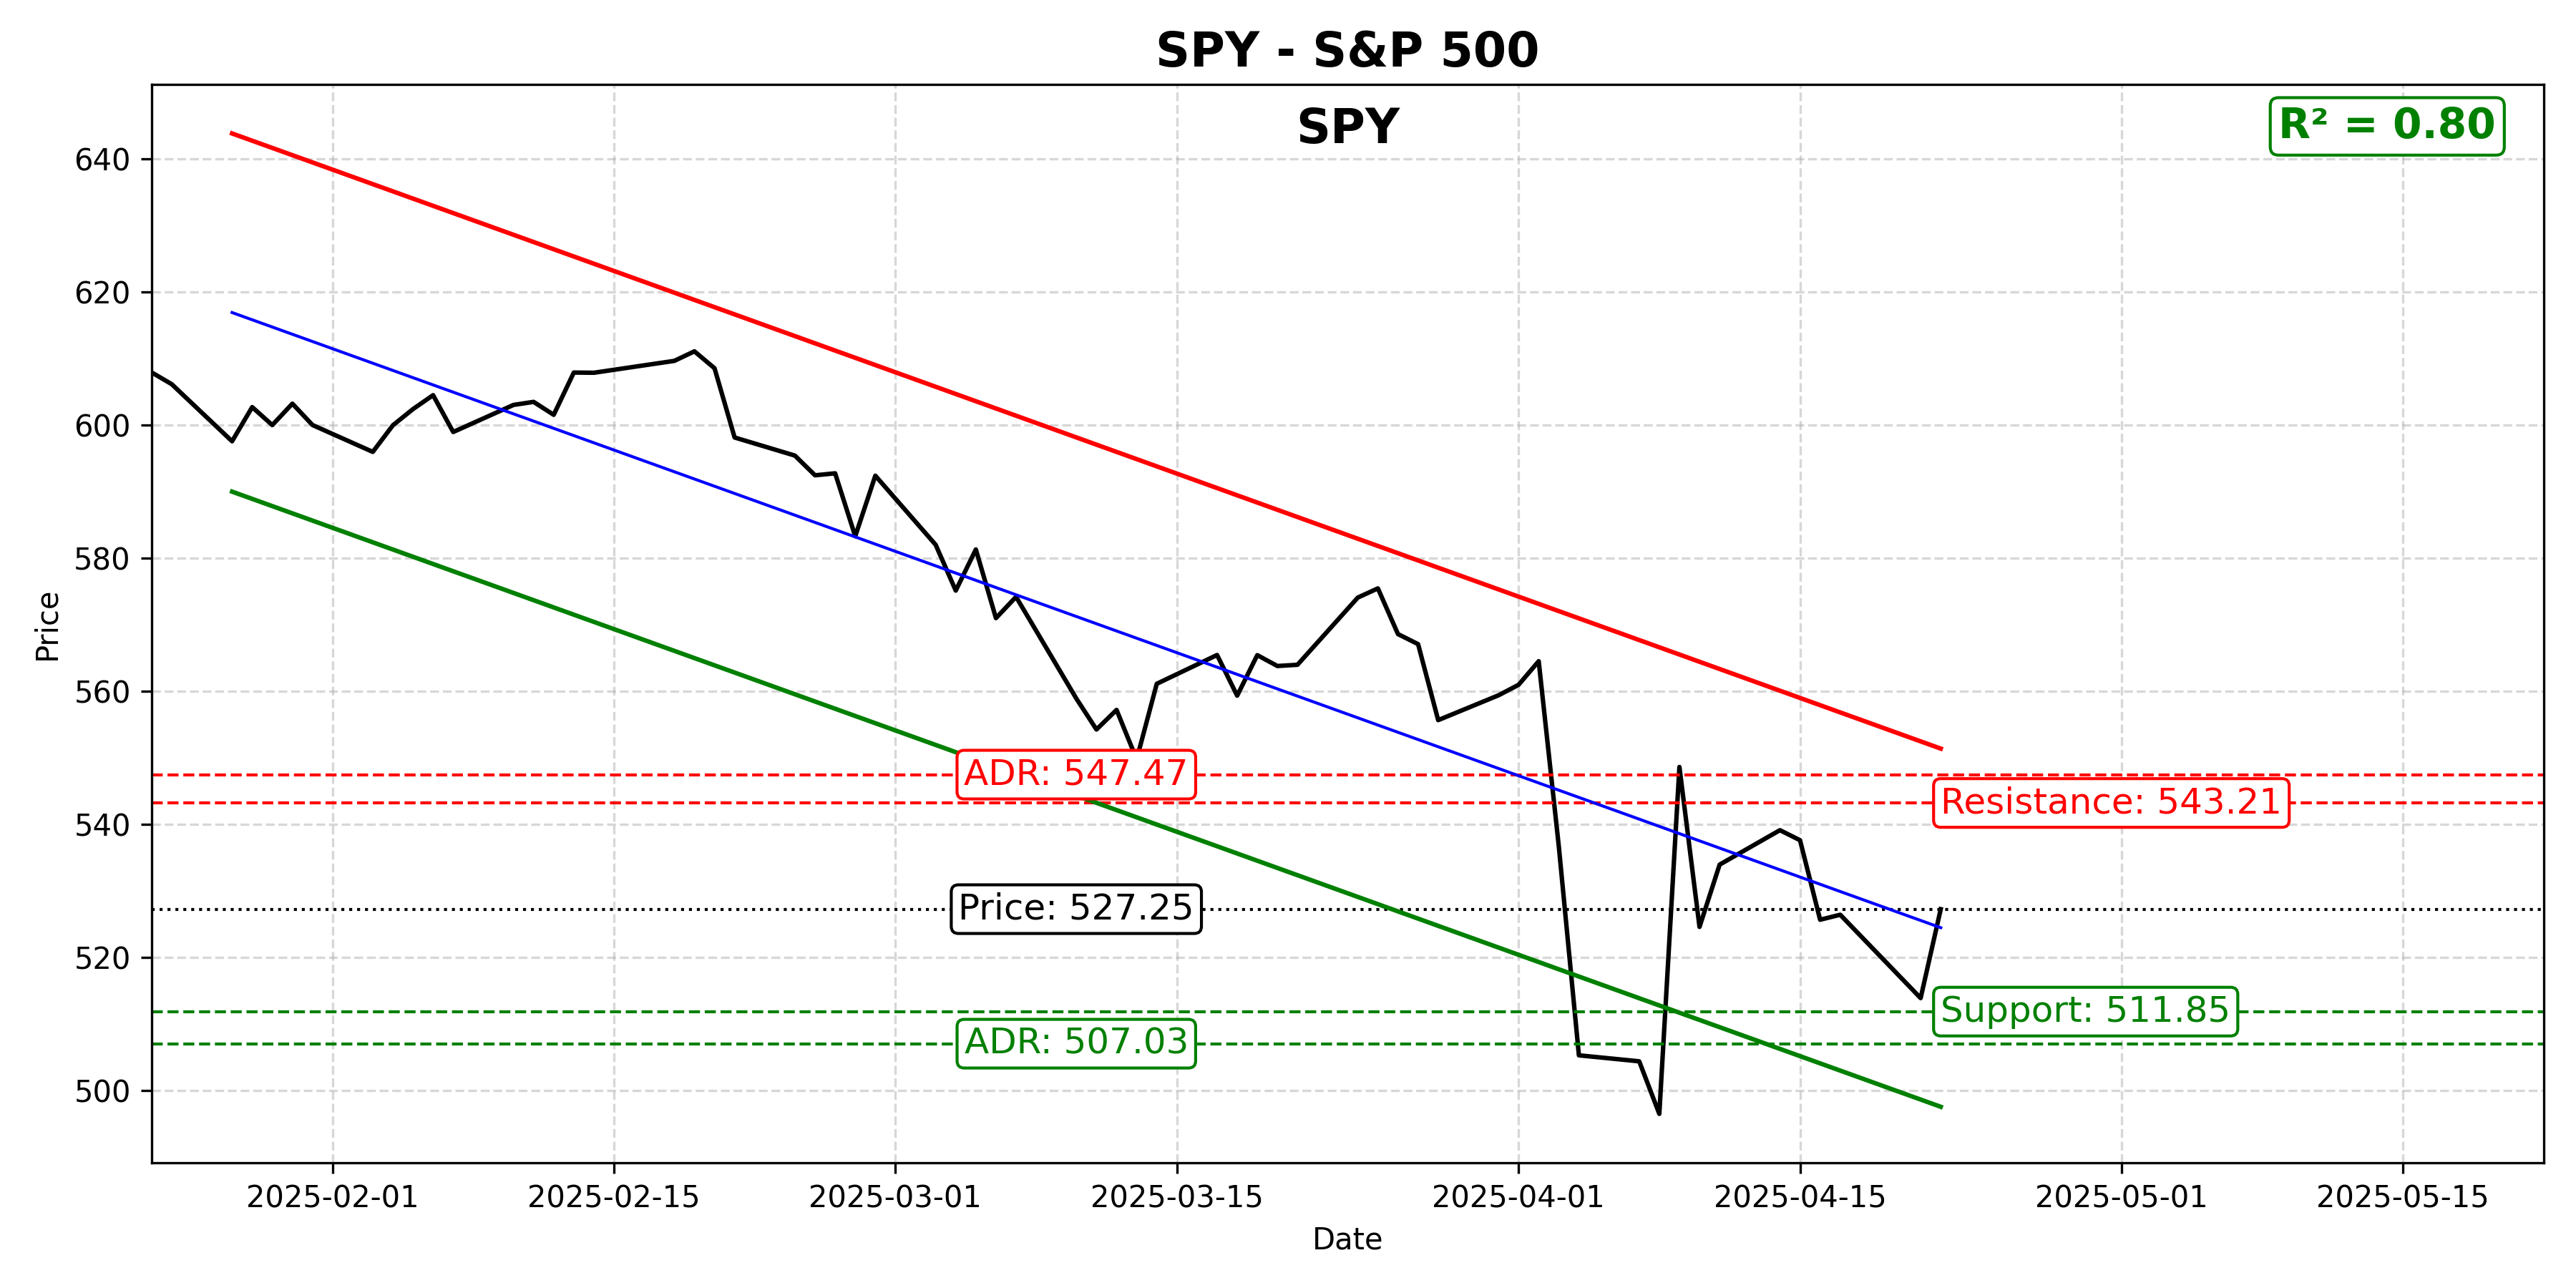 SPY - S&P 500
SPY
R² = 0.80
640
620
600
580
560
540
520
500
Price
ADR: 547.47
Resistance: 543.21
Price: 527.25
Support: 511.85
ADR: 507.03
2025-02-01
2025-02-15
2025-03-01
2025-03-15
2025-04-01
2025-04-15
2025-05-01
2025-05-15
Date